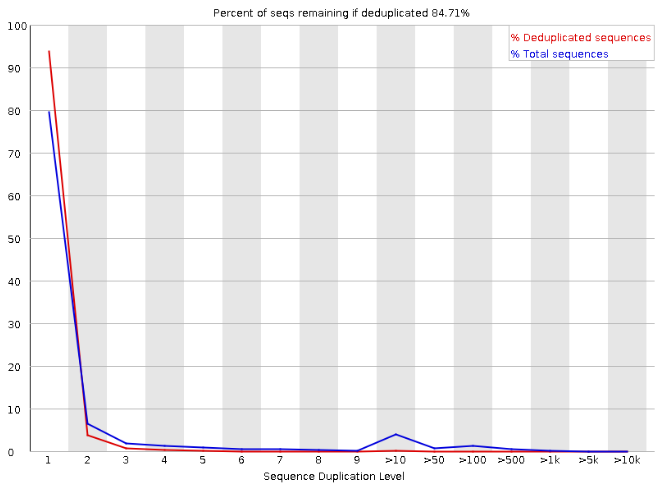 Percent of seqs remaining if deduplicated 84.71%
% Deduplicated sequences
% Total sequences
100
90
80
70
60
50
40
30
20
10
0
1 2 3 4 5 6 7 8 9 >10 >50 >100 >500 >1k >5k >10k
Sequence Duplication Level